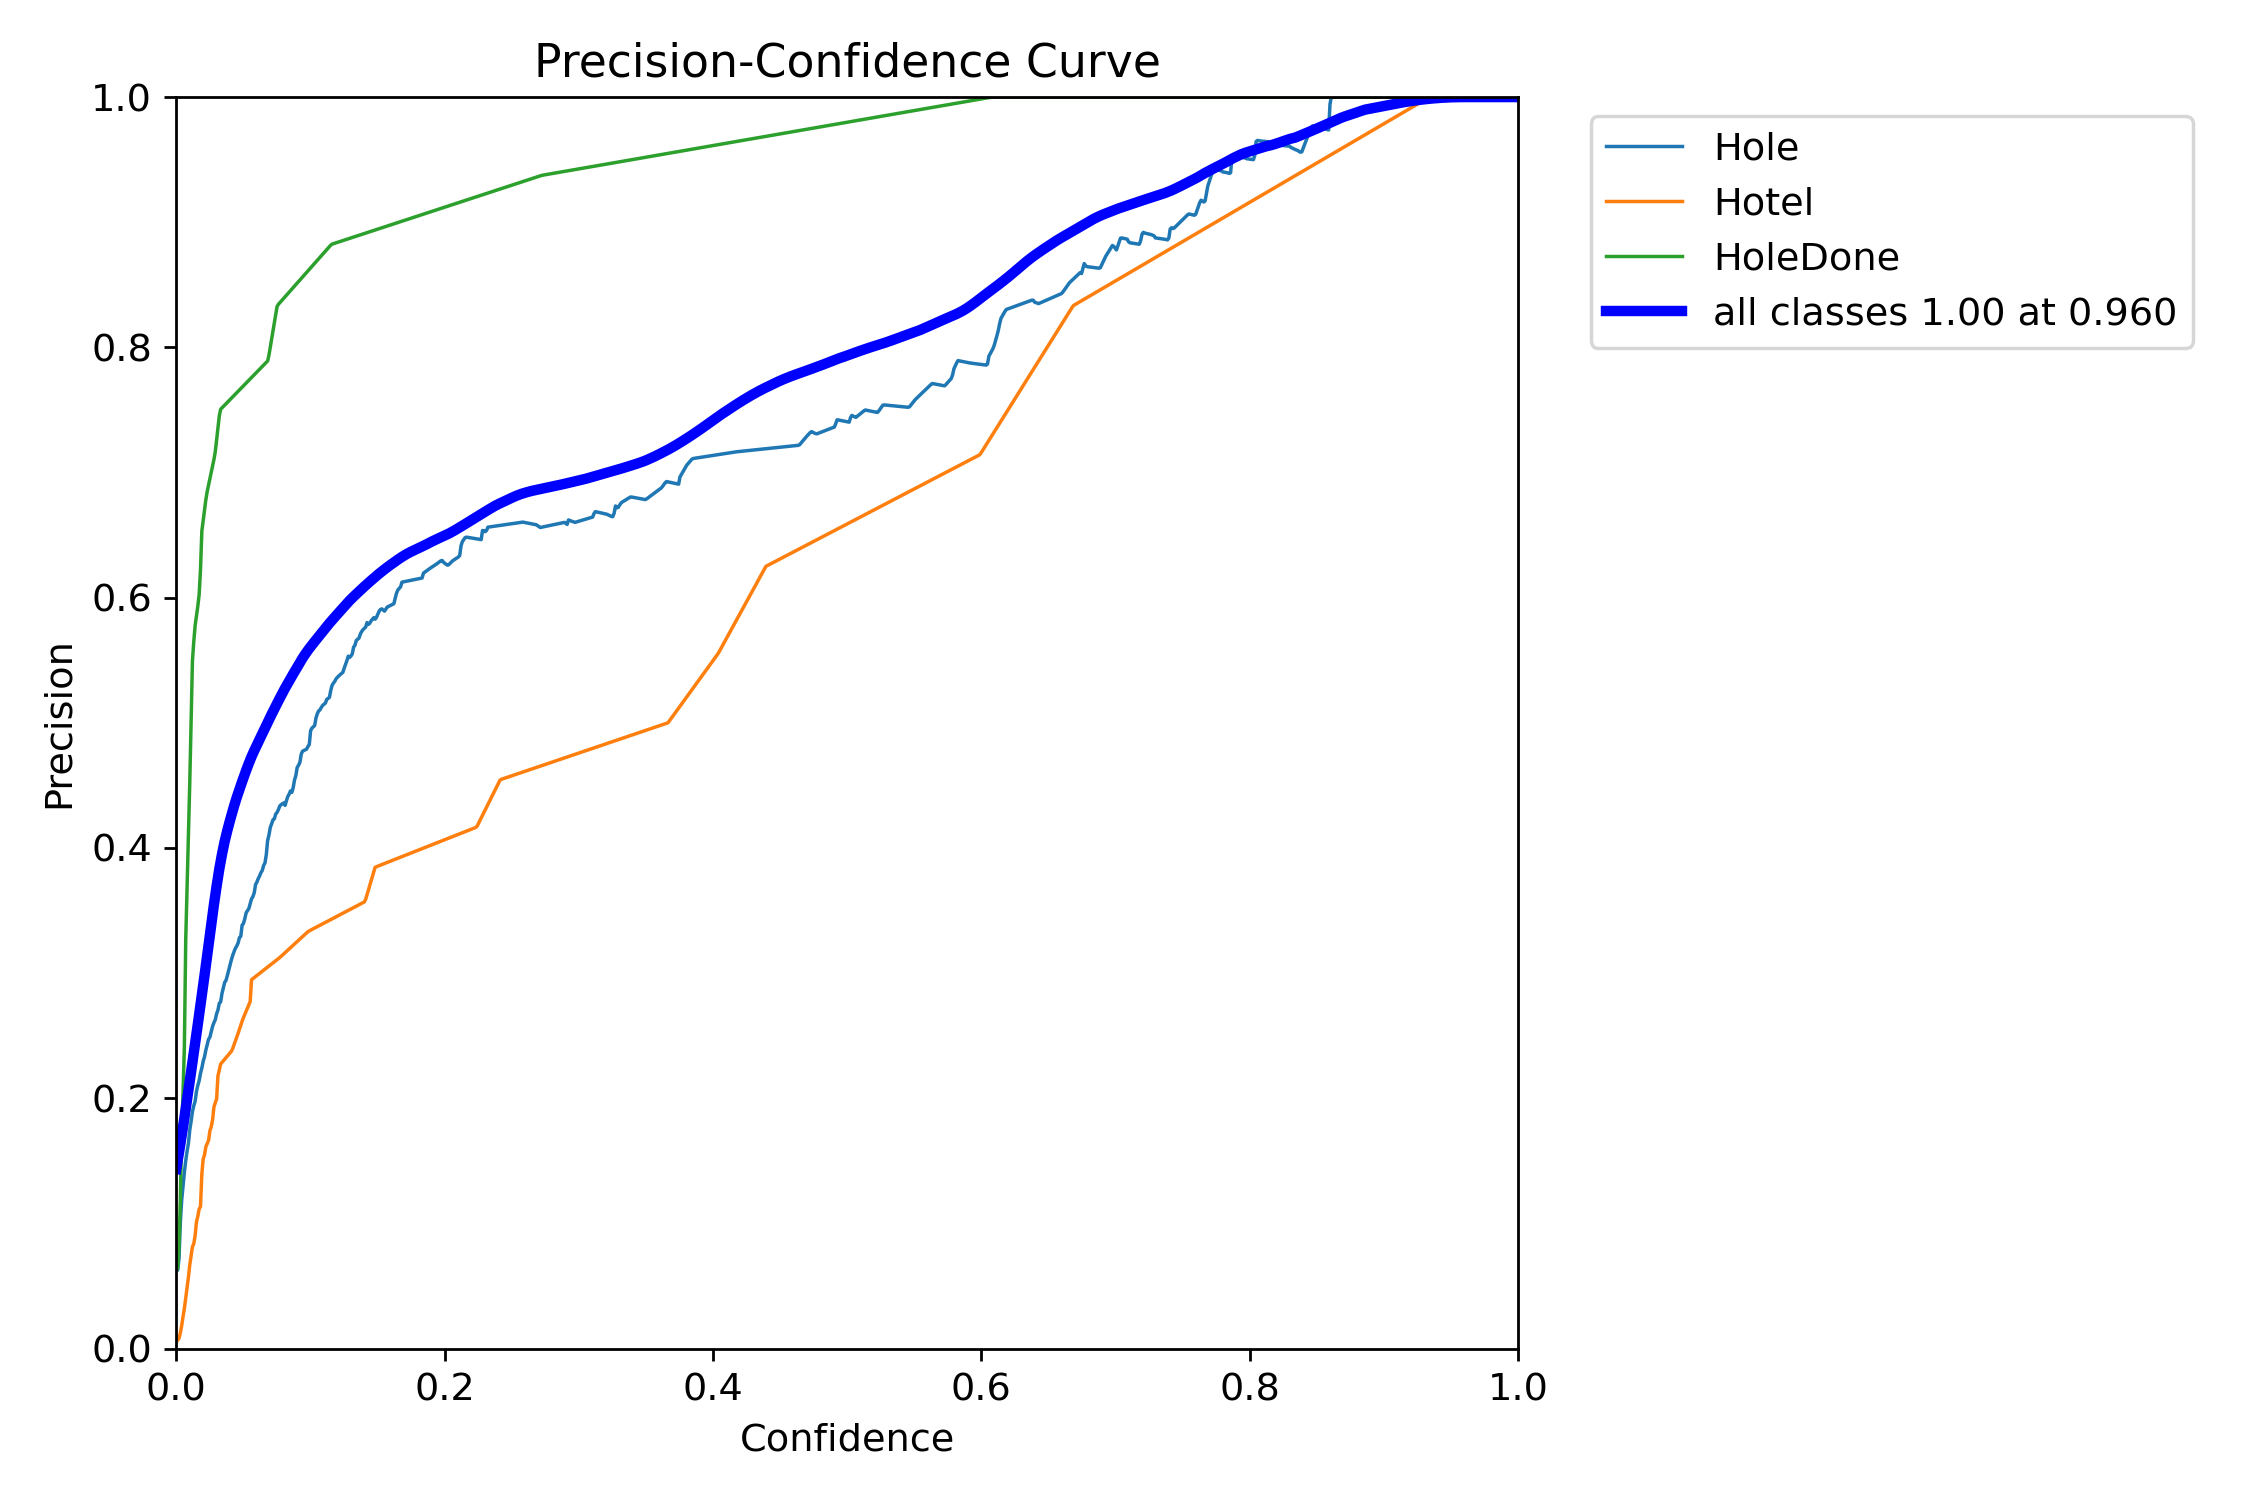 Precision-Confidence Curve
1.0
0.8
0.6
0.4
0.2
0.0
Precision
0.0 0.2 0.4 0.6 0.8 1.0
Confidence
Hole
Hotel
HoleDone
all classes 1.00 at 0.960